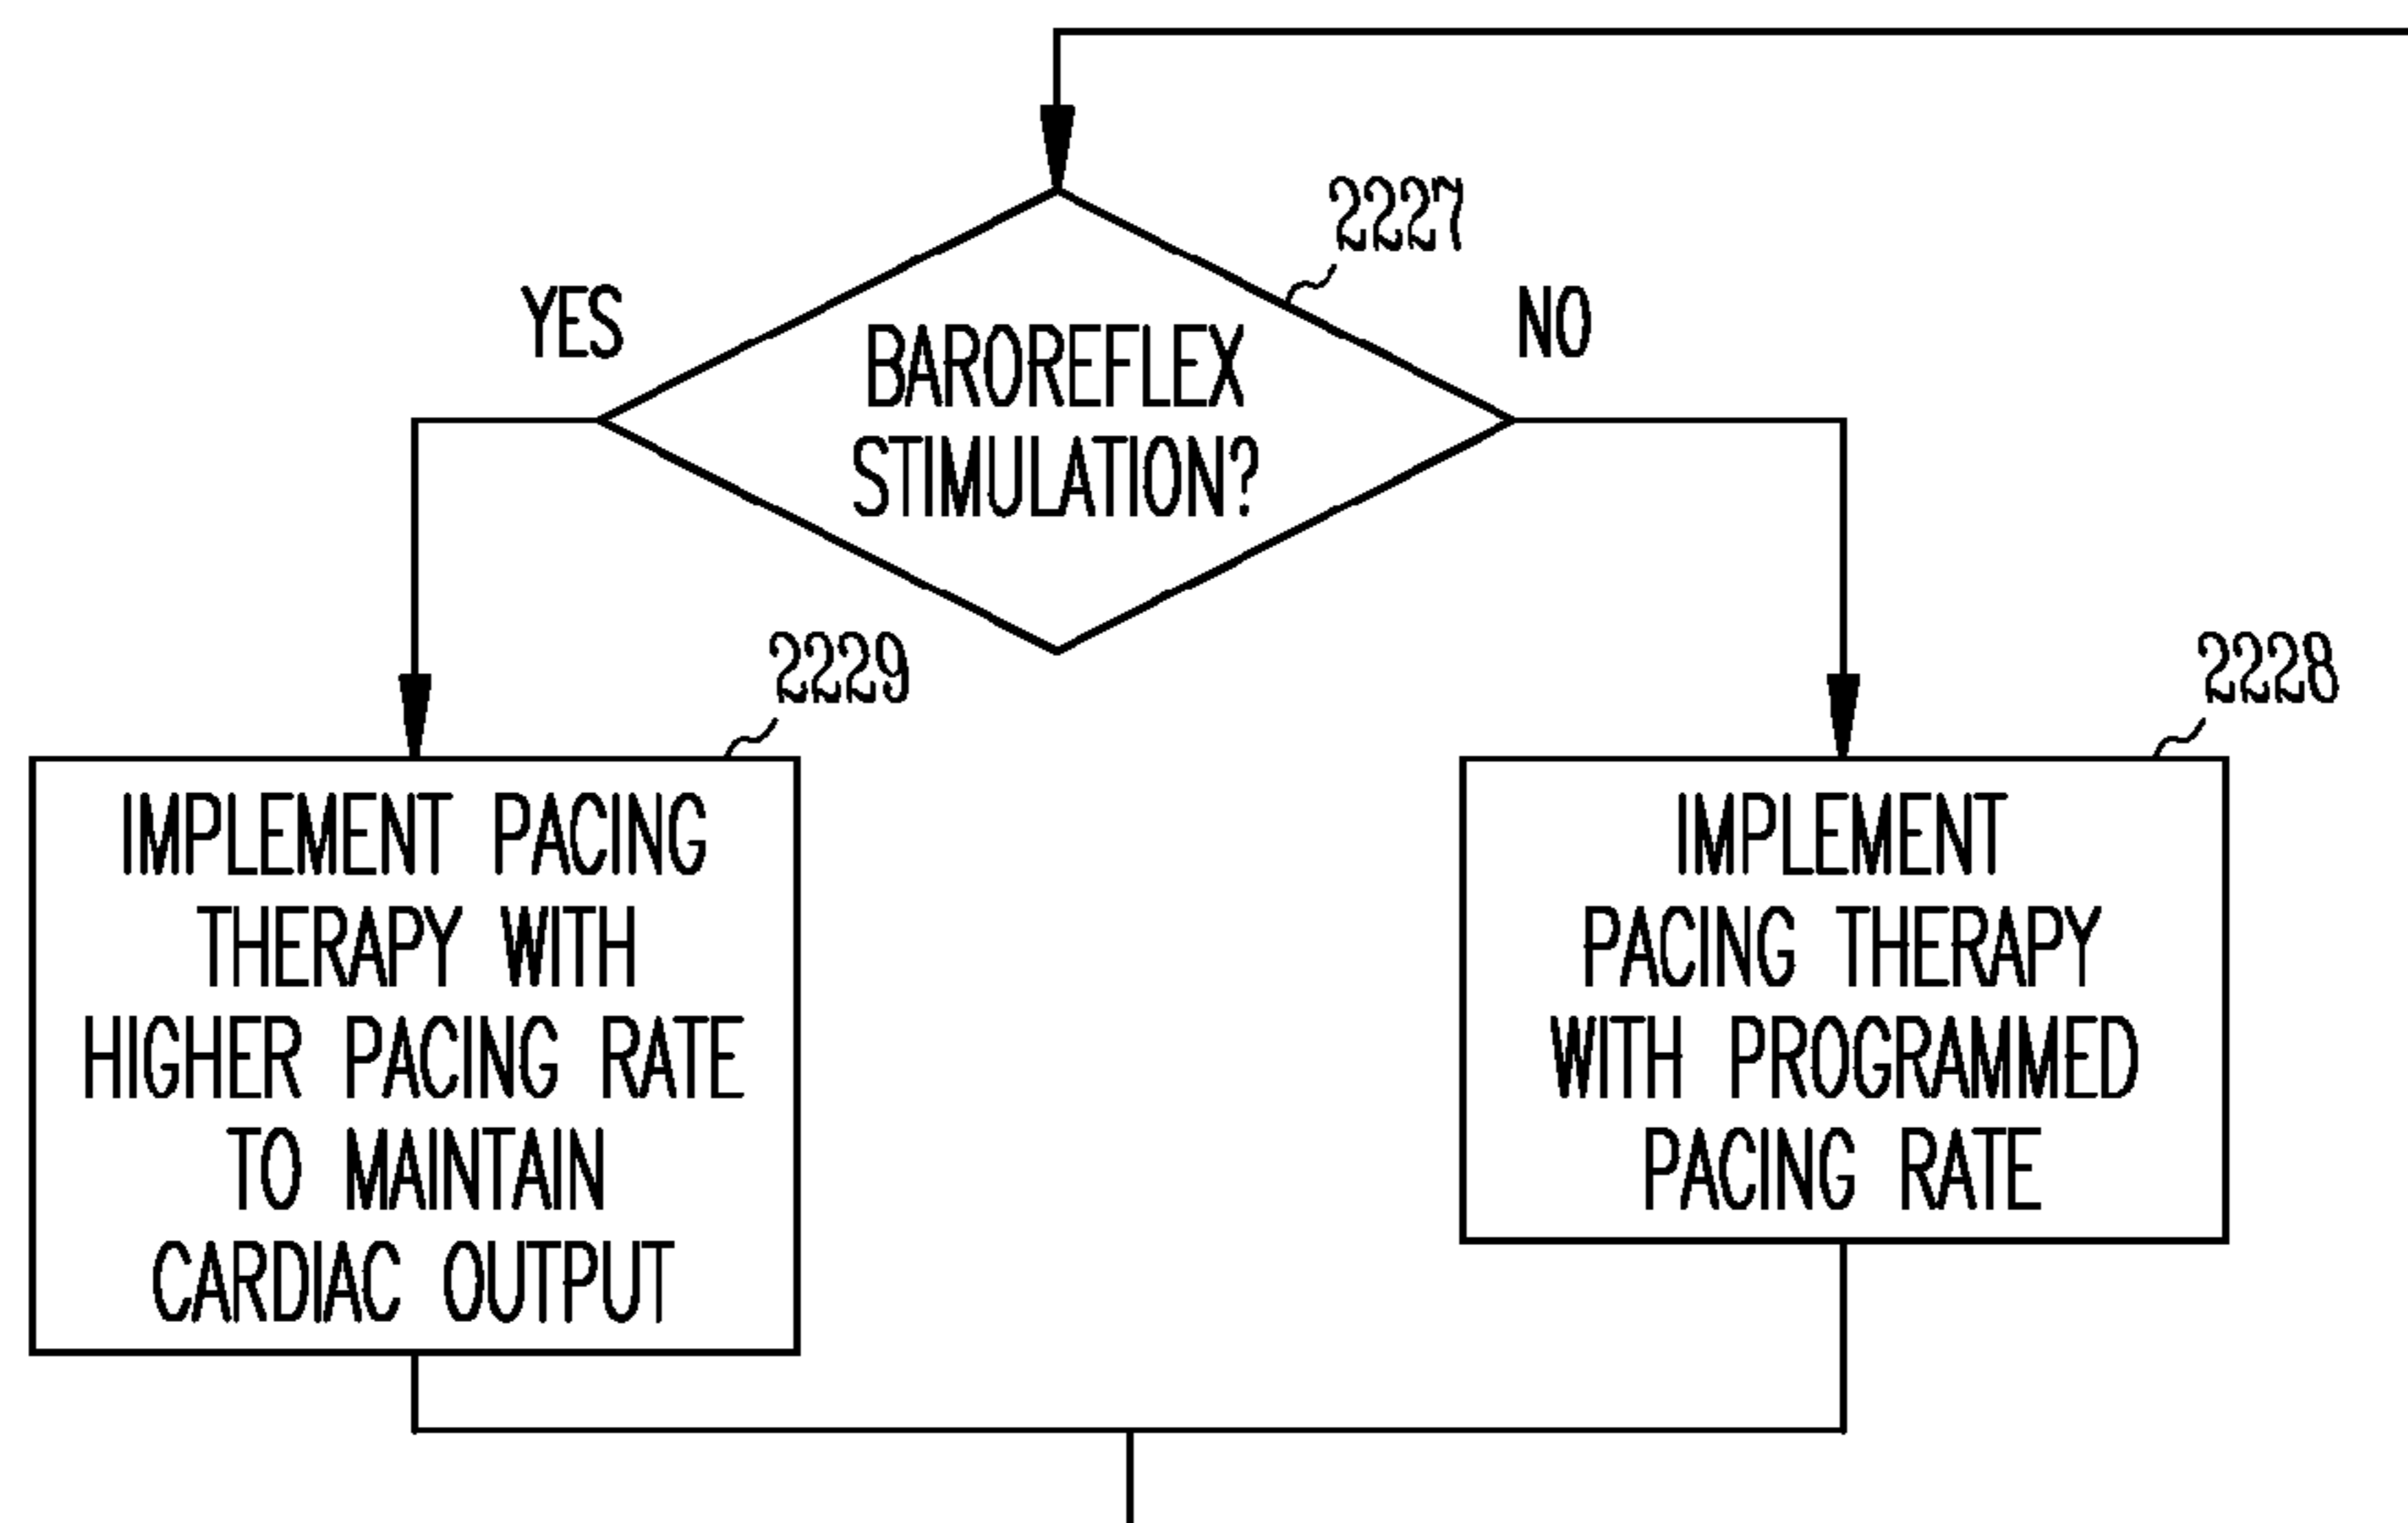 2227
YES
NO
BAROREFLEX
STIMULATION?
2229
2228
IMPLEMENT PACING
THERAPY WITH
HIGHER PACING RATE
TO MAINTAIN
CARDIAC OUTPUT
IMPLEMENT
PACING THERAPY
WITH PROGRAMMED
PACING RATE